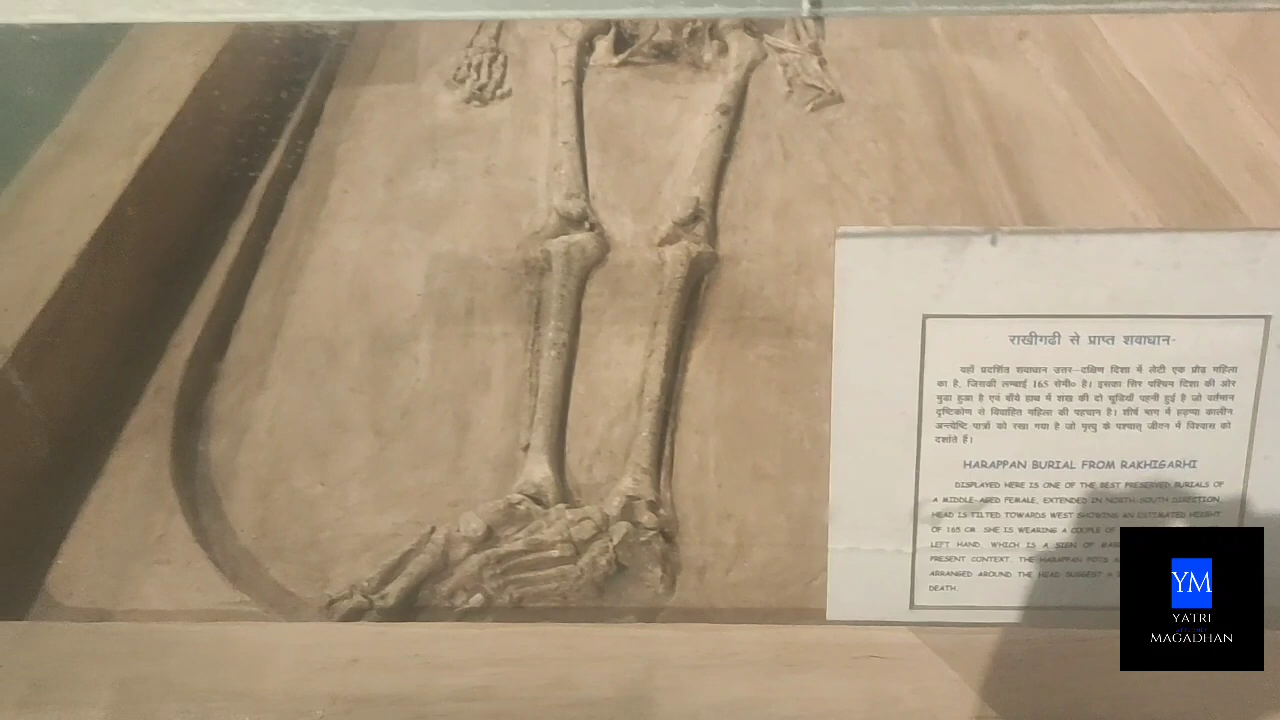 राखीगढी से प्राप्त शवाधान-
यहाँ प्रदर्शित शवाधान उत्तर-दक्षिण दिशा में लेटी एक प्रौढ महिला
का है, जिसकी लम्बाई 165 सेमी० है। इसका सिर पश्चिम दिशा की ओर
मुडा हुआ है एवं बाँये हाथ में शंख की दो चूडियाँ पहनी हुई है जो वर्तमान
दृष्टिकोण से विवाहित महिला की पहचान है। शीर्ष भाग में हड़प्पा कालीन
अन्त्येष्टि पात्रों को रखा गया है जो मृत्यु के पश्चात् जीवन में विश्वास को
दर्शाते हैं।
HARAPPAN BURIAL FROM RAKHIGARHI
DISPLAYED HERE IS ONE OF THE BEST PRESERVED BURIALS OF
A MIDDLE-AGED FEMALE, EXTENDED IN NORTH-SOUTH DIRECTION,
HEAD IS TILTED TOWARDS WEST SHOWING AN ESTIMATED HEIGHT
OF 165 CM. SHE IS WEARING A COUPLE OF
LEFT HAND, WHICH IS A SIGN OF
PRESENT CONTEXT. THE HARAPPAN POTS
ARRANGED AROUND THE HEAD SUGGEST A
DEATH.
YM
YATRI
MAGADHAN